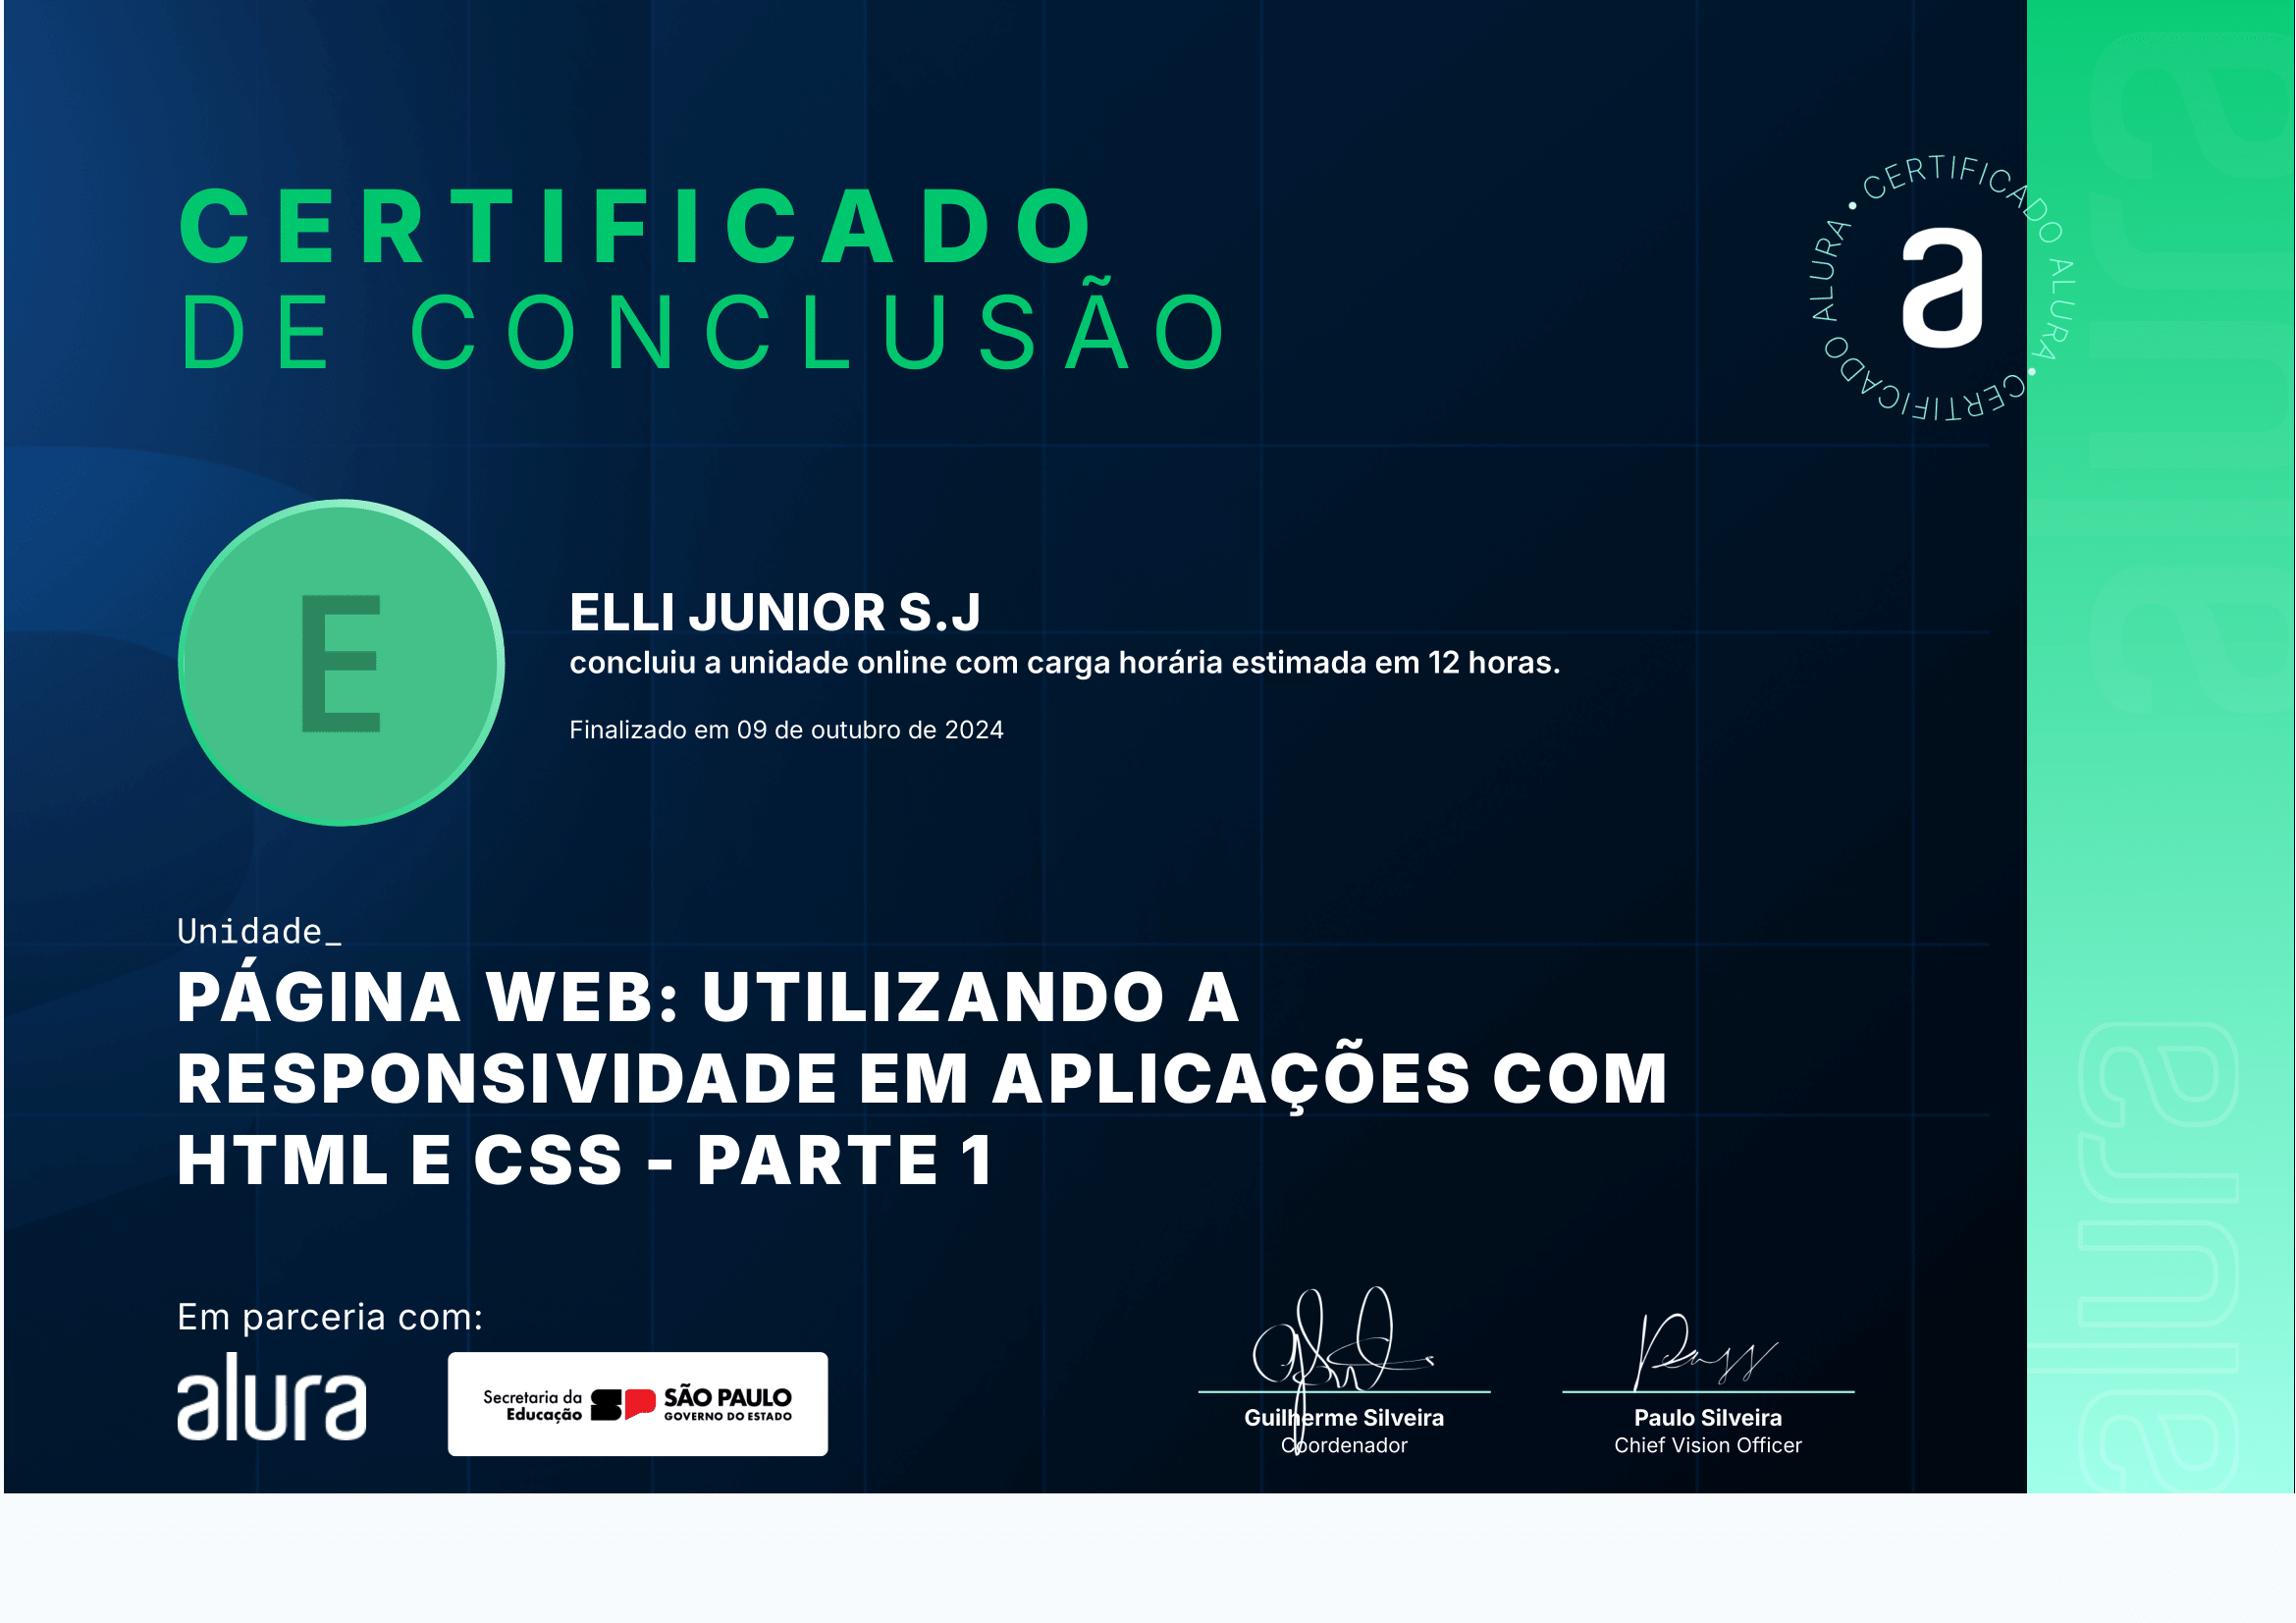 CERTIFICADO
DE CONCLUSÃO
CERTIFICADO ALURA • CERTIFICADO ALURA •
a
E
ELLI JUNIOR S.J
concluiu a unidade online com carga horária estimada em 12 horas.
Finalizado em 09 de outubro de 2024
Unidade_
PÁGINA WEB: UTILIZANDO A
RESPONSIVIDADE EM APLICAÇÕES COM
HTML E CSS - PARTE 1
Em parceria com:
alura
Secretaria da
Educação
SP
SÃO PAULO
GOVERNO DO ESTADO
Guilherme Silveira
Coordenador
Paulo Silveira
Chief Vision Officer
alura
alura